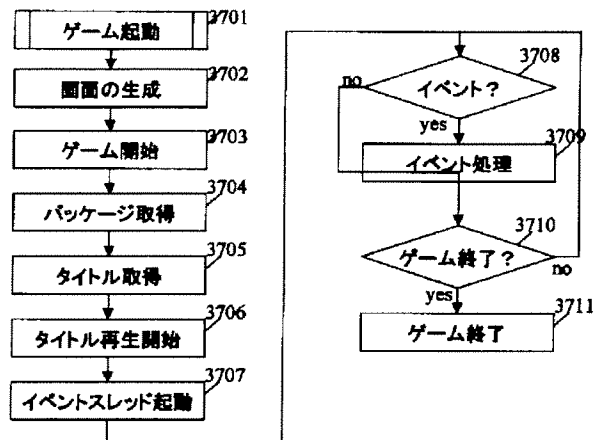 3701
ゲーム起動
3702
画面の生成
3703
ゲーム開始
3704
パッケージ取得
3705
タイトル取得
3706
タイトル再生開始
3707
イベントスレッド起動
3708
no
イベント?
yes
3709
イベント処理
3710
ゲーム終了?
no
yes
3711
ゲーム終了